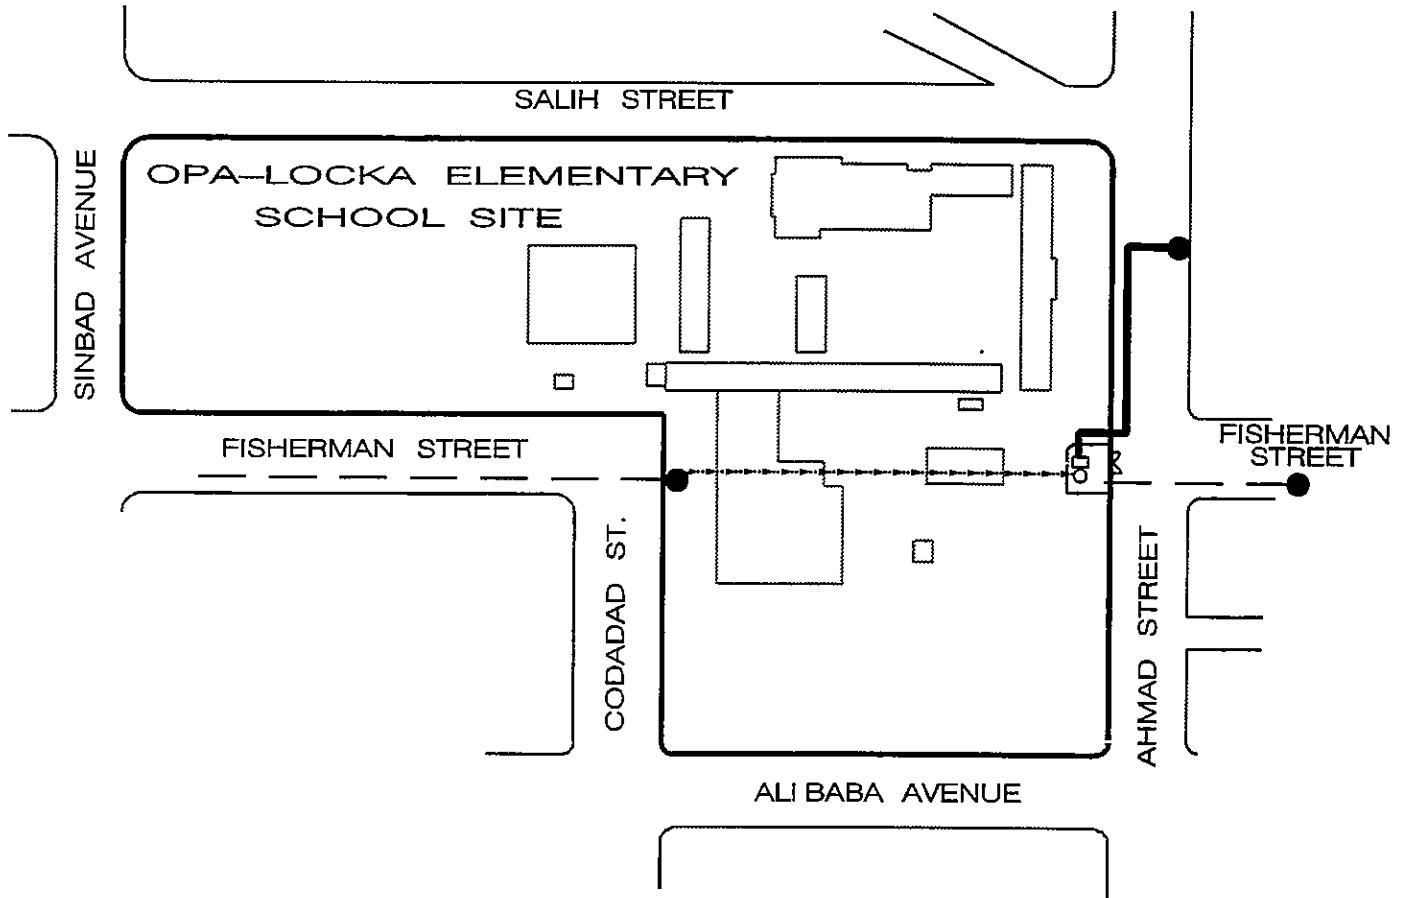 SALIH STREET
SINBAD AVENUE
OPA-LOCKA ELEMENTARY
SCHOOL SITE
FISHERMAN STREET
FISHERMAN
STREET
CODADAD ST.
AHMAD STREET
ALI BABA AVENUE